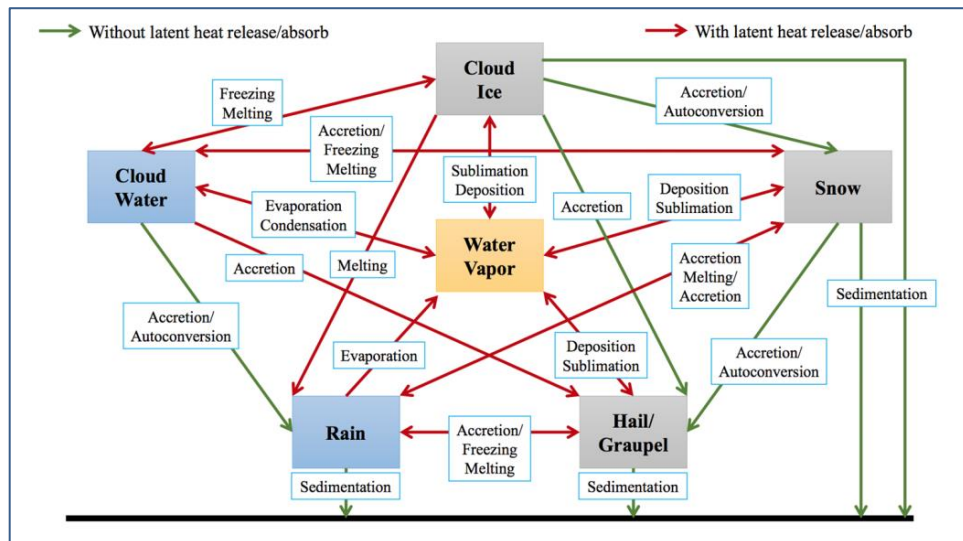 Without latent heat release/absorb
With latent heat release/absorb
Cloud
Ice
Freezing
Melting
Accretion/
Autoconversion
Accretion/
Freezing
Melting
Cloud
Water
Sublimation
Deposition
Snow
Evaporation
Condensation
Accretion
Deposition
Sublimation
Water
Vapor
Accretion
Melting
Accretion
Melting/
Accretion
Sedimentation
Accretion/
Autoconversion
Evaporation
Deposition
Sublimation
Accretion/
Autoconversion
Rain
Accretion/
Freezing
Melting
Hail/
Graupel
Sedimentation
Sedimentation